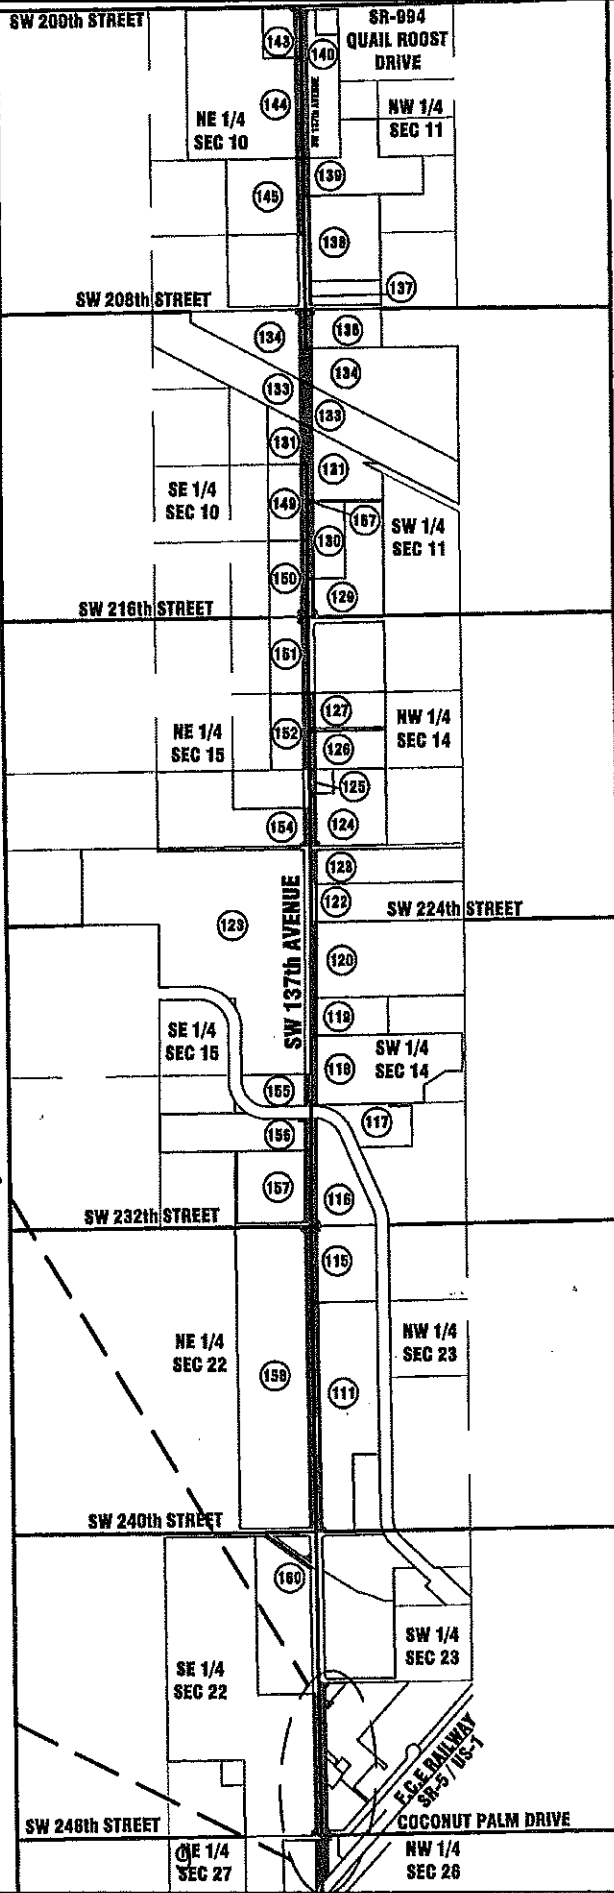 SW 200th STREET
SR-994
QUAIL ROOST
DRIVE
143
140
SW 137th AVENUE
144
NE 1/4
SEC 10
NW 1/4
SEC 11
139
145
138
137
SW 208th STREET
136
134
134
133
133
131
131
SE 1/4
SEC 10
149
167
SW 1/4
SEC 11
130
150
129
SW 216th STREET
151
127
NW 1/4
SEC 14
152
NE 1/4
SEC 15
126
125
154
124
123
122
SW 224th STREET
SW 137th AVENUE
123
120
119
SE 1/4
SEC 15
118
SW 1/4
SEC 14
155
117
156
157
116
SW 232th STREET
115
NE 1/4
SEC 22
NW 1/4
SEC 23
159
111
SW 240th STREET
160
SW 1/4
SEC 23
SE 1/4
SEC 22
F.C.E RAILWAY
SR-5 / US-1
SW 248th STREET
COCONUT PALM DRIVE
NE 1/4
SEC 27
NW 1/4
SEC 26